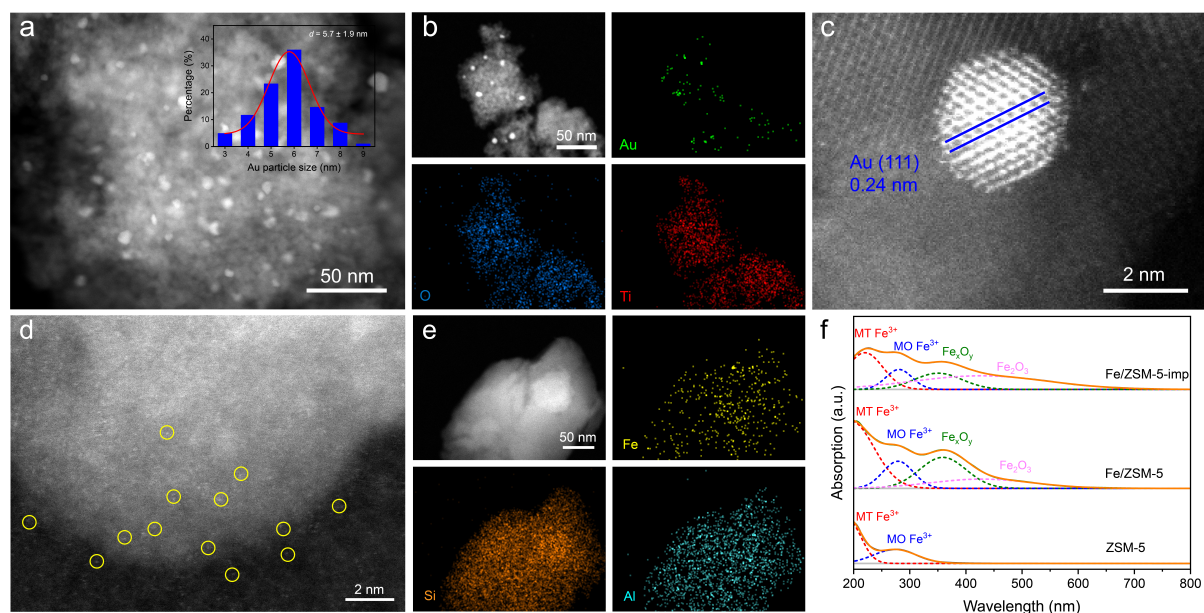 a
d = 5.7 ± 1.9 nm
Percentage (%)
40
30
20
10
0
3 4 5 6 7 8 9
Au particle size (nm)
50 nm
b
50 nm
Au
O
Ti
c
Au (111)
0.24 nm
2 nm
d
2 nm
e
50 nm
Fe
Si
Al
f
Absorption (a.u.)
MT Fe³⁺
MO Fe³⁺
FeₓOᵧ
Fe₂O₃
Fe/ZSM-5-imp
MT Fe³⁺
MO Fe³⁺
FeₓOᵧ
Fe₂O₃
Fe/ZSM-5
MT Fe³⁺
MO Fe³⁺
ZSM-5
200 300 400 500 600 700 800
Wavelength (nm)